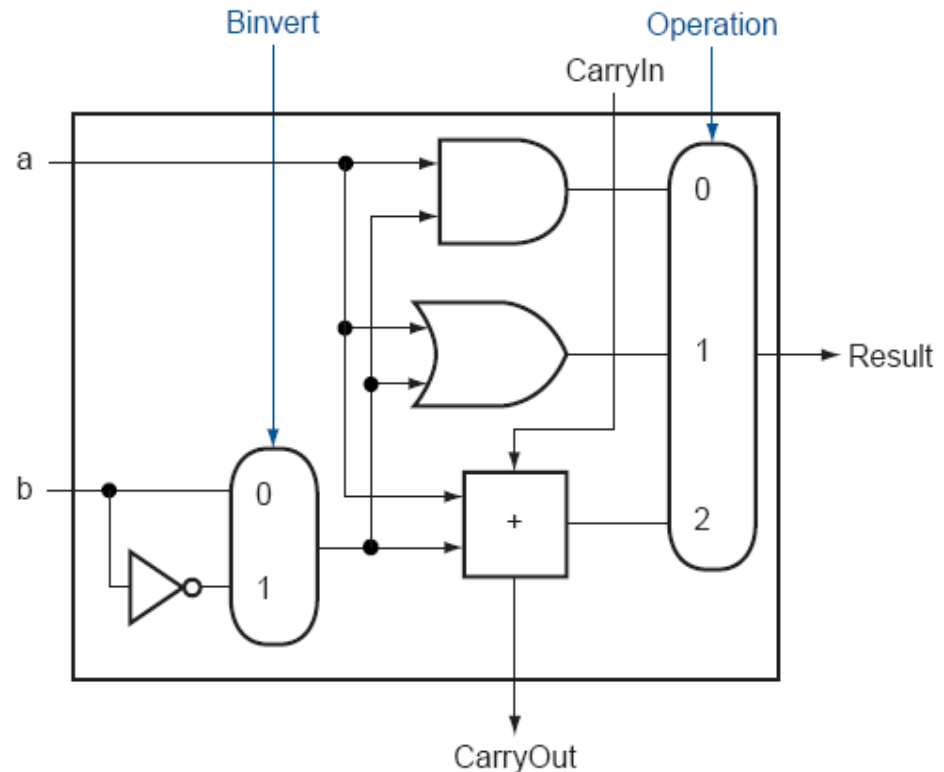 Binvert
Operation
CarryIn
a
0
1
Result
b
0
+
2
1
CarryOut